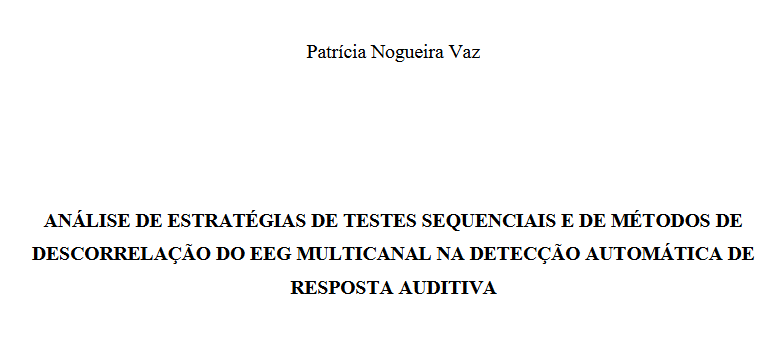 Patrícia Nogueira Vaz
ANÁLISE DE ESTRATÉGIAS DE TESTES SEQUENCIAIS E DE MÉTODOS DE
DESCORRELAÇÃO DO EEG MULTICANAL NA DETECÇÃO AUTOMÁTICA DE
RESPOSTA AUDITIVA